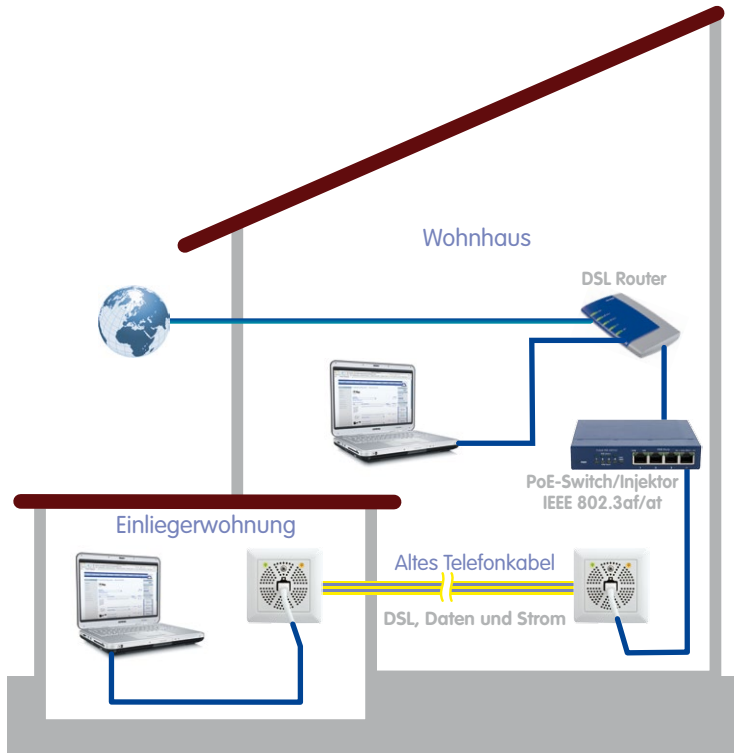 Wohnhaus
DSL Router
PoE-Switch/Injektor
IEEE 802.3af/at
Einliegerwohnung
Altes Telefonkabel
DSL, Daten und Strom